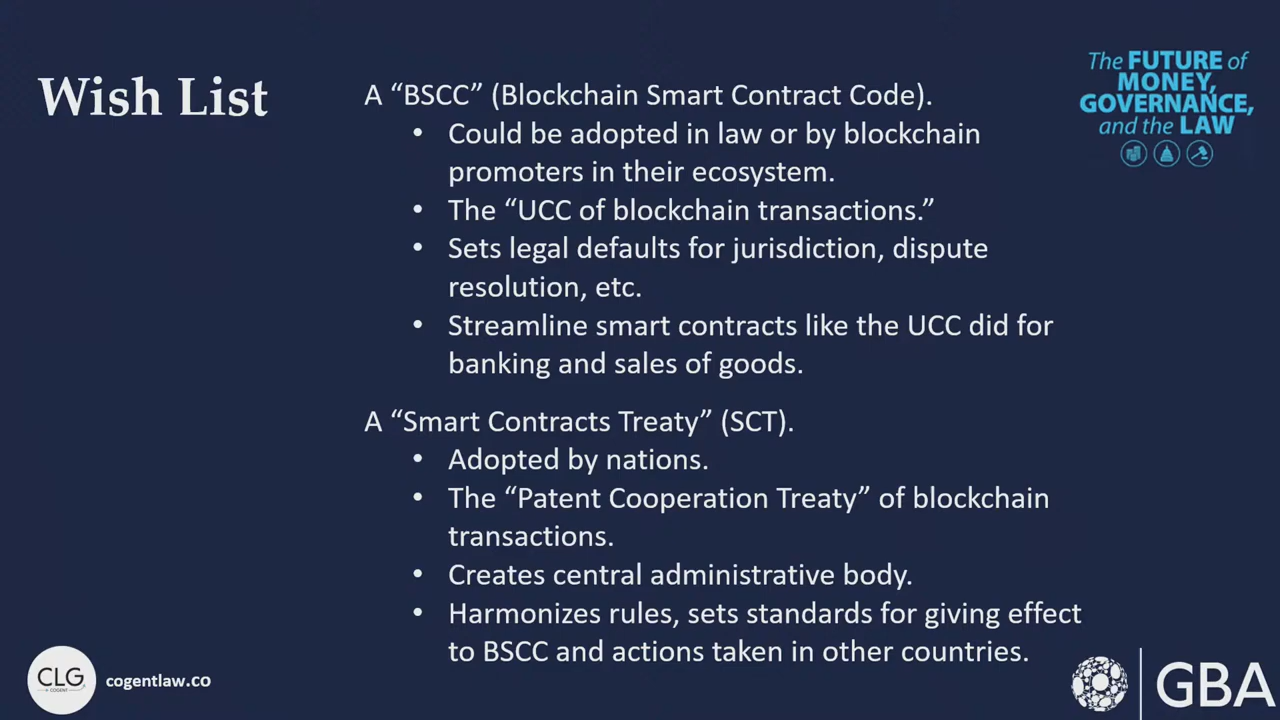 Wish List
A “BSCC” (Blockchain Smart Contract Code).
• Could be adopted in law or by blockchain
promoters in their ecosystem.
• The “UCC of blockchain transactions.”
• Sets legal defaults for jurisdiction, dispute
resolution, etc.
• Streamline smart contracts like the UCC did for
banking and sales of goods.
A “Smart Contracts Treaty” (SCT).
• Adopted by nations.
• The “Patent Cooperation Treaty” of blockchain
transactions.
• Creates central administrative body.
• Harmonizes rules, sets standards for giving effect
to BSCC and actions taken in other countries.
The FUTURE of
MONEY,
GOVERNANCE,
and the LAW
CLG
COGENT
cogentlaw.co
GBA